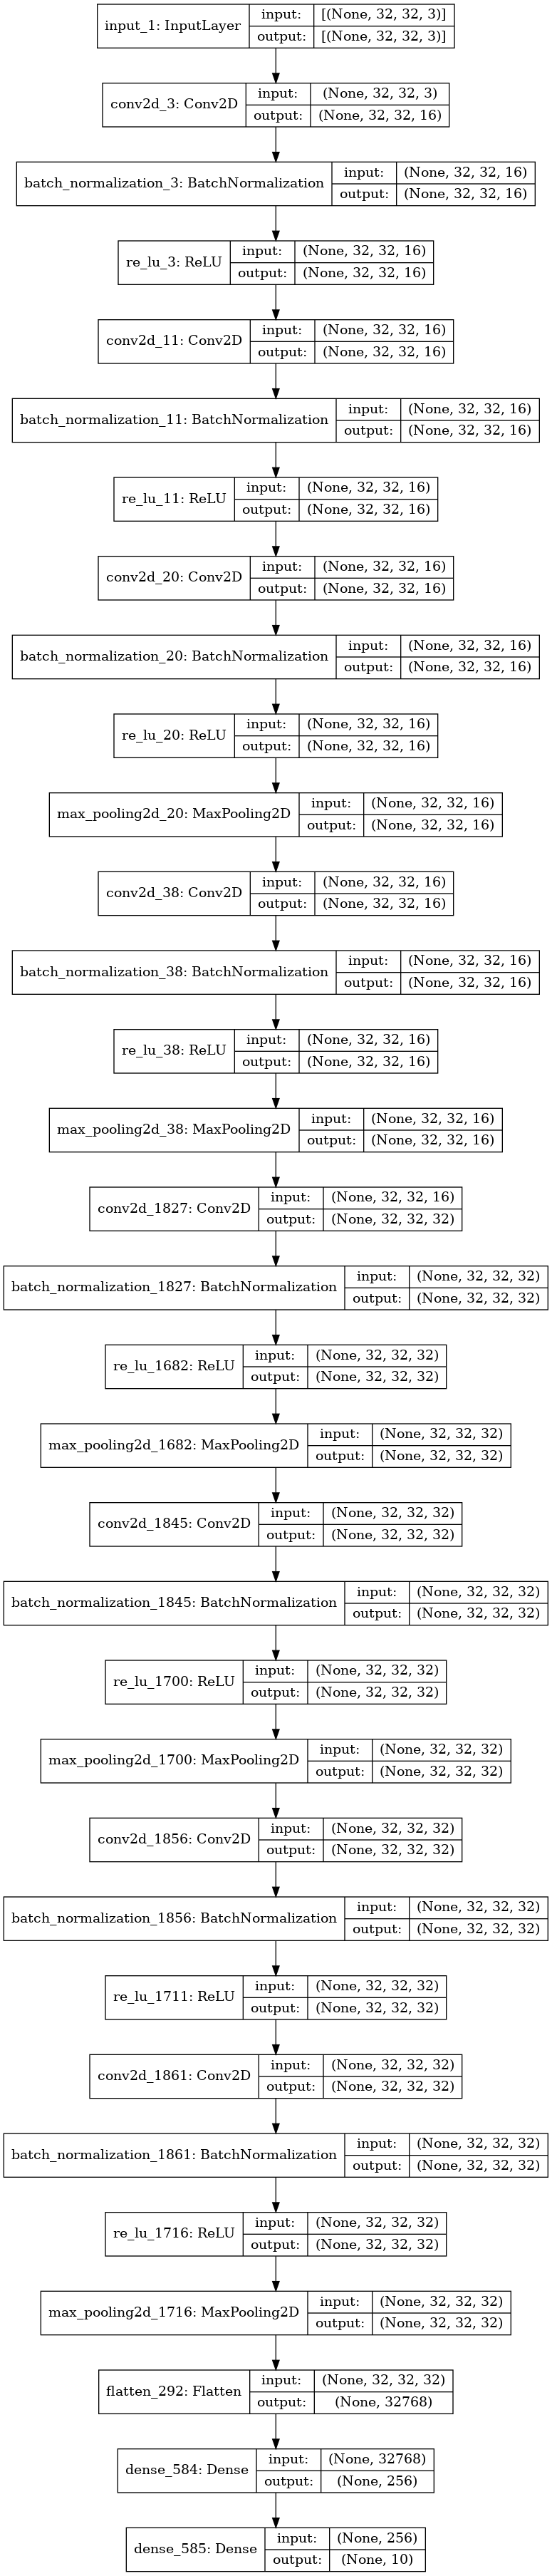 input_1: InputLayer
input: [(None, 32, 32, 3)]
output: [(None, 32, 32, 3)]
conv2d_3: Conv2D
input: (None, 32, 32, 3)
output: (None, 32, 32, 16)
batch_normalization_3: BatchNormalization
input: (None, 32, 32, 16)
output: (None, 32, 32, 16)
re_lu_3: ReLU
input: (None, 32, 32, 16)
output: (None, 32, 32, 16)
conv2d_11: Conv2D
input: (None, 32, 32, 16)
output: (None, 32, 32, 16)
batch_normalization_11: BatchNormalization
input: (None, 32, 32, 16)
output: (None, 32, 32, 16)
re_lu_11: ReLU
input: (None, 32, 32, 16)
output: (None, 32, 32, 16)
conv2d_20: Conv2D
input: (None, 32, 32, 16)
output: (None, 32, 32, 16)
batch_normalization_20: BatchNormalization
input: (None, 32, 32, 16)
output: (None, 32, 32, 16)
re_lu_20: ReLU
input: (None, 32, 32, 16)
output: (None, 32, 32, 16)
max_pooling2d_20: MaxPooling2D
input: (None, 32, 32, 16)
output: (None, 32, 32, 16)
conv2d_38: Conv2D
input: (None, 32, 32, 16)
output: (None, 32, 32, 16)
batch_normalization_38: BatchNormalization
input: (None, 32, 32, 16)
output: (None, 32, 32, 16)
re_lu_38: ReLU
input: (None, 32, 32, 16)
output: (None, 32, 32, 16)
max_pooling2d_38: MaxPooling2D
input: (None, 32, 32, 16)
output: (None, 32, 32, 16)
conv2d_1827: Conv2D
input: (None, 32, 32, 16)
output: (None, 32, 32, 32)
batch_normalization_1827: BatchNormalization
input: (None, 32, 32, 32)
output: (None, 32, 32, 32)
re_lu_1682: ReLU
input: (None, 32, 32, 32)
output: (None, 32, 32, 32)
max_pooling2d_1682: MaxPooling2D
input: (None, 32, 32, 32)
output: (None, 32, 32, 32)
conv2d_1845: Conv2D
input: (None, 32, 32, 32)
output: (None, 32, 32, 32)
batch_normalization_1845: BatchNormalization
input: (None, 32, 32, 32)
output: (None, 32, 32, 32)
re_lu_1700: ReLU
input: (None, 32, 32, 32)
output: (None, 32, 32, 32)
max_pooling2d_1700: MaxPooling2D
input: (None, 32, 32, 32)
output: (None, 32, 32, 32)
conv2d_1856: Conv2D
input: (None, 32, 32, 32)
output: (None, 32, 32, 32)
batch_normalization_1856: BatchNormalization
input: (None, 32, 32, 32)
output: (None, 32, 32, 32)
re_lu_1711: ReLU
input: (None, 32, 32, 32)
output: (None, 32, 32, 32)
conv2d_1861: Conv2D
input: (None, 32, 32, 32)
output: (None, 32, 32, 32)
batch_normalization_1861: BatchNormalization
input: (None, 32, 32, 32)
output: (None, 32, 32, 32)
re_lu_1716: ReLU
input: (None, 32, 32, 32)
output: (None, 32, 32, 32)
max_pooling2d_1716: MaxPooling2D
input: (None, 32, 32, 32)
output: (None, 32, 32, 32)
flatten_292: Flatten
input: (None, 32, 32, 32)
output: (None, 32768)
dense_584: Dense
input: (None, 32768)
output: (None, 256)
dense_585: Dense
input: (None, 256)
output: (None, 10)